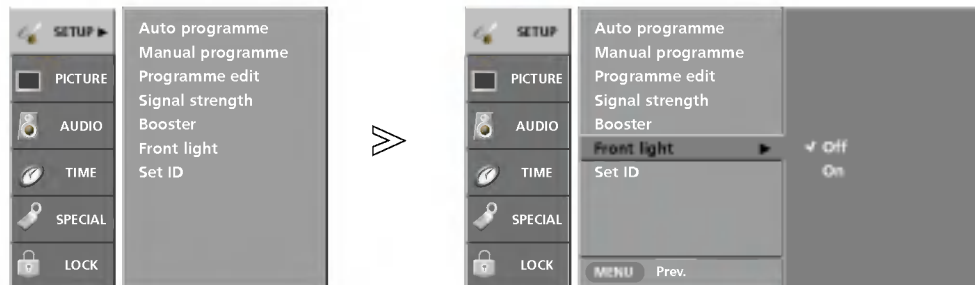 SETUP
Auto programme
Manual programme
Programme edit
Signal strength
Booster
Front light
Set ID
PICTURE
AUDIO
TIME
SPECIAL
LOCK
SETUP
Auto programme
Manual programme
Programme edit
Signal strength
Booster
Front light
Off
On
Set ID
PICTURE
AUDIO
TIME
SPECIAL
LOCK
MENU Prev.